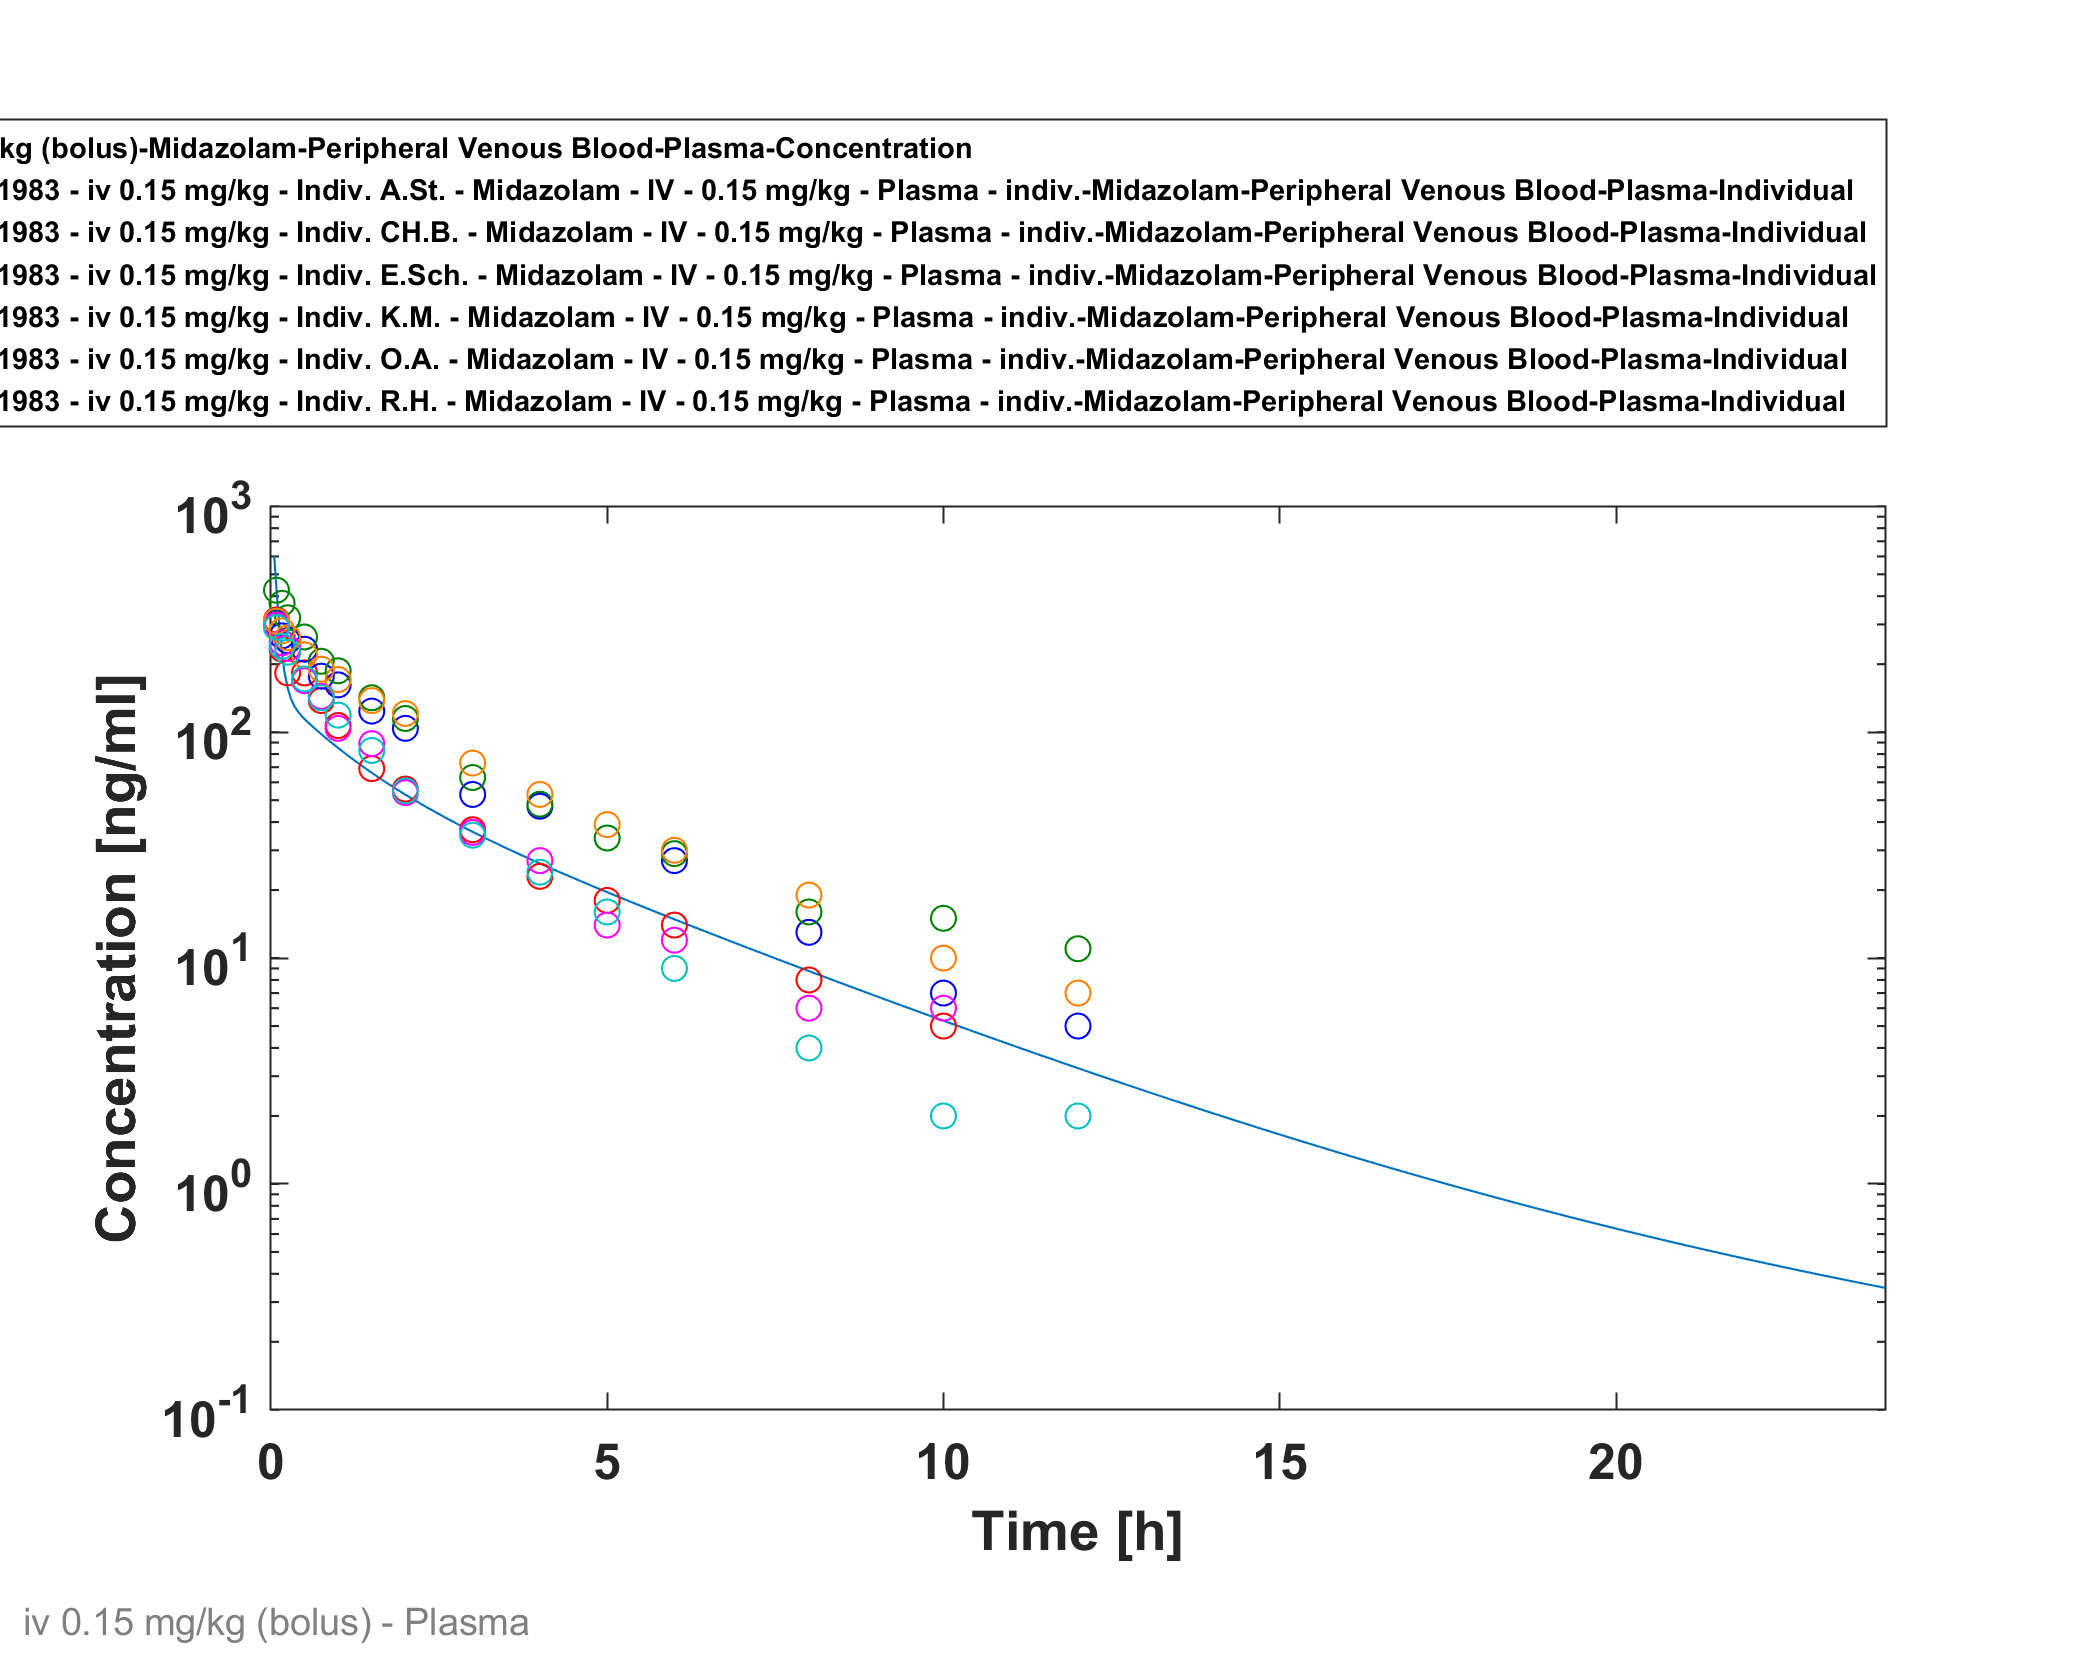 kg (bolus)-Midazolam-Peripheral Venous Blood-Plasma-Concentration
1983 - iv 0.15 mg/kg - Indiv. A.St. - Midazolam - IV - 0.15 mg/kg - Plasma - indiv.-Midazolam-Peripheral Venous Blood-Plasma-Individual
1983 - iv 0.15 mg/kg - Indiv. CH.B. - Midazolam - IV - 0.15 mg/kg - Plasma - indiv.-Midazolam-Peripheral Venous Blood-Plasma-Individual
1983 - iv 0.15 mg/kg - Indiv. E.Sch. - Midazolam - IV - 0.15 mg/kg - Plasma - indiv.-Midazolam-Peripheral Venous Blood-Plasma-Individual
1983 - iv 0.15 mg/kg - Indiv. K.M. - Midazolam - IV - 0.15 mg/kg - Plasma - indiv.-Midazolam-Peripheral Venous Blood-Plasma-Individual
1983 - iv 0.15 mg/kg - Indiv. O.A. - Midazolam - IV - 0.15 mg/kg - Plasma - indiv.-Midazolam-Peripheral Venous Blood-Plasma-Individual
1983 - iv 0.15 mg/kg - Indiv. R.H. - Midazolam - IV - 0.15 mg/kg - Plasma - indiv.-Midazolam-Peripheral Venous Blood-Plasma-Individual
10^3
10^2
10^1
10^0
10^-1
Concentration [ng/ml]
0 5 10 15 20
Time [h]
iv 0.15 mg/kg (bolus) - Plasma